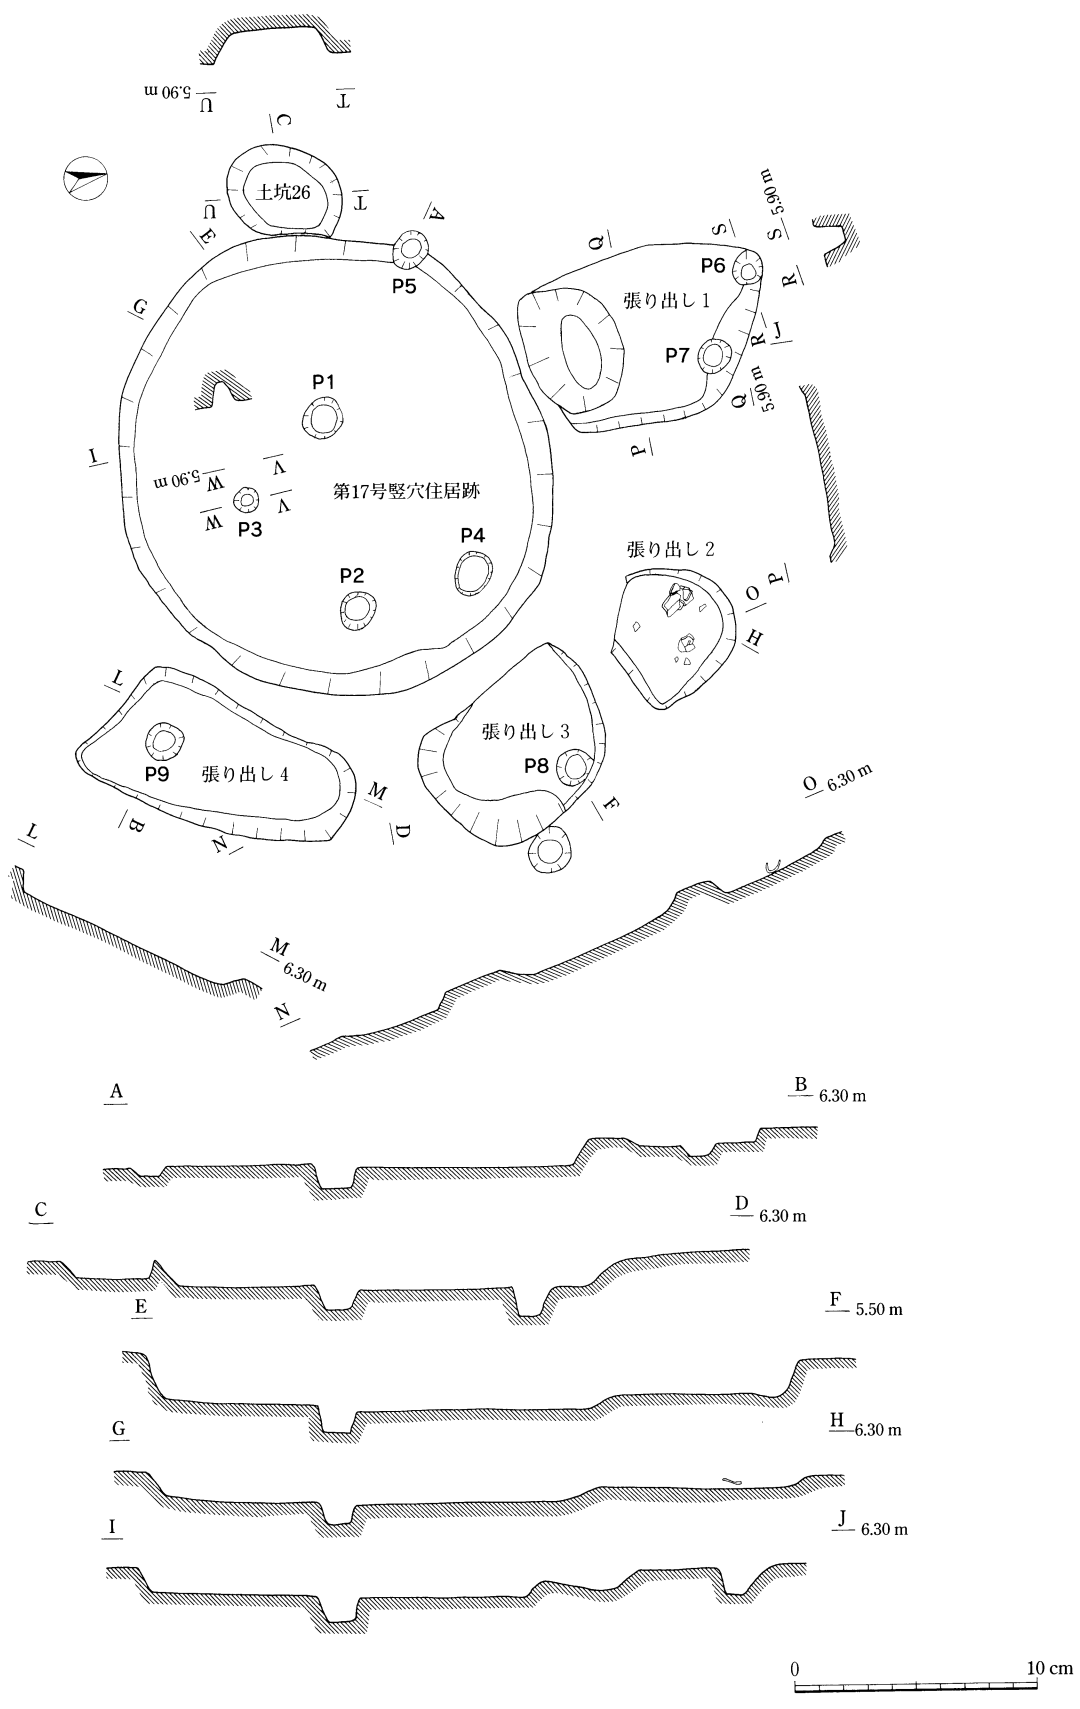 5.90 m
U
T
C
土坑26
U
T
E
A
P5
G
S
S 5.90 m
Q
R
P6
張り出し 1
R
J
P7
Q
5.90 m
P
P1
I
V
5.90 m
W
第17号竪穴住居跡
V
W
P3
P4
P2
張り出し 2
P
O
H
L
張り出し 3
P8
P9
張り出し 4
M
D
F
B
N
O 6.30 m
L
M
6.30 m
N
A
B 6.30 m
C
D 6.30 m
E
F 5.50 m
G
H 6.30 m
I
J 6.30 m
0
10 cm